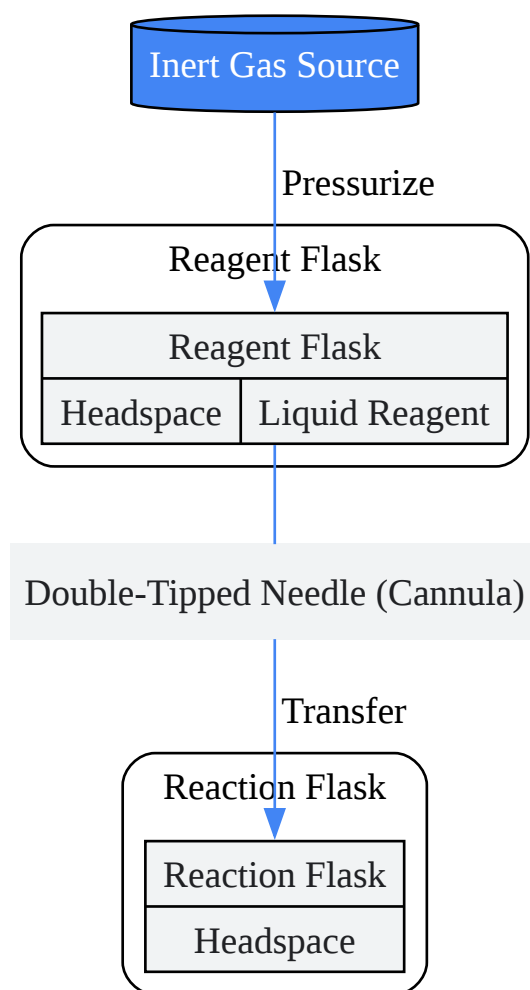 Inert Gas Source
Pressurize
Reagent Flask
Reagent Flask
Headspace
Liquid Reagent
Double-Tipped Needle (Cannula)
Transfer
Reaction Flask
Reaction Flask
Headspace